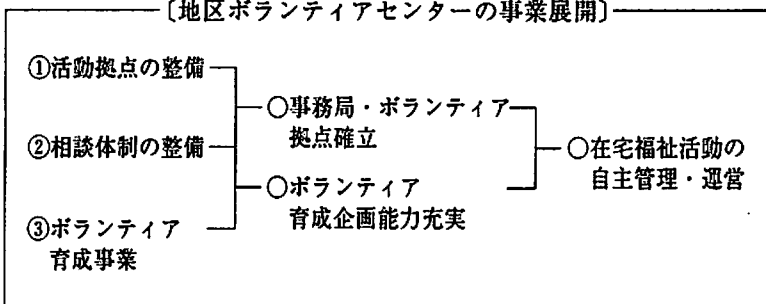 〔地区ボランティアセンターの事業展開〕
①活動拠点の整備
②相談体制の整備
③ボランティア
育成事業
○事務局・ボランティア
拠点確立
○ボランティア
育成企画能力充実
○在宅福祉活動の
自主管理・運営